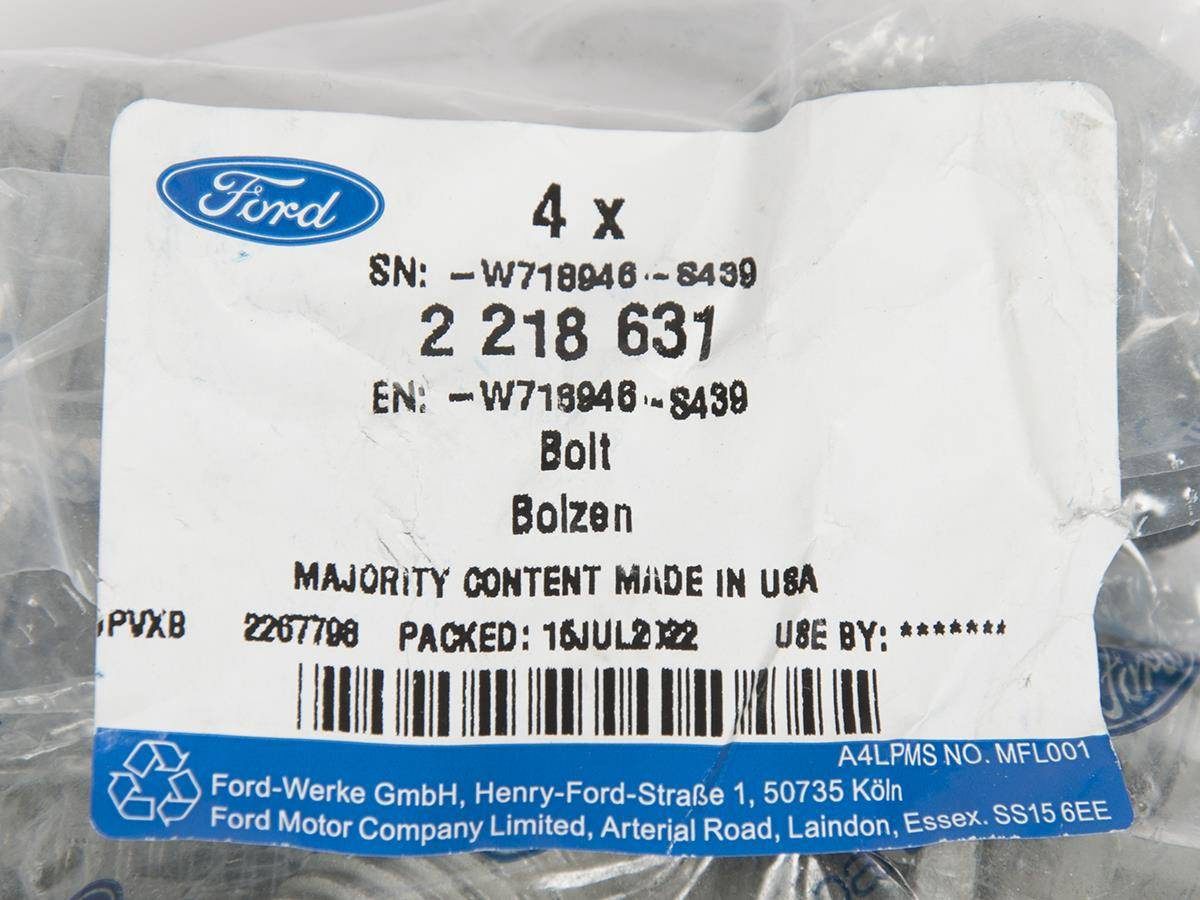 Ford
4 x
SN: -W718946-S439
2 218 631
EN: -W718946-S439
Bolt
Bolzen
MAJORITY CONTENT MADE IN USA
PVXB 2267798 PACKED: 15JUL2022 USE BY: *******
A4LPMS NO. MFL001
Ford-Werke GmbH, Henry-Ford-Straße 1, 50735 Köln
Ford Motor Company Limited, Arterial Road, Laindon, Essex. SS15 6EE
Ford